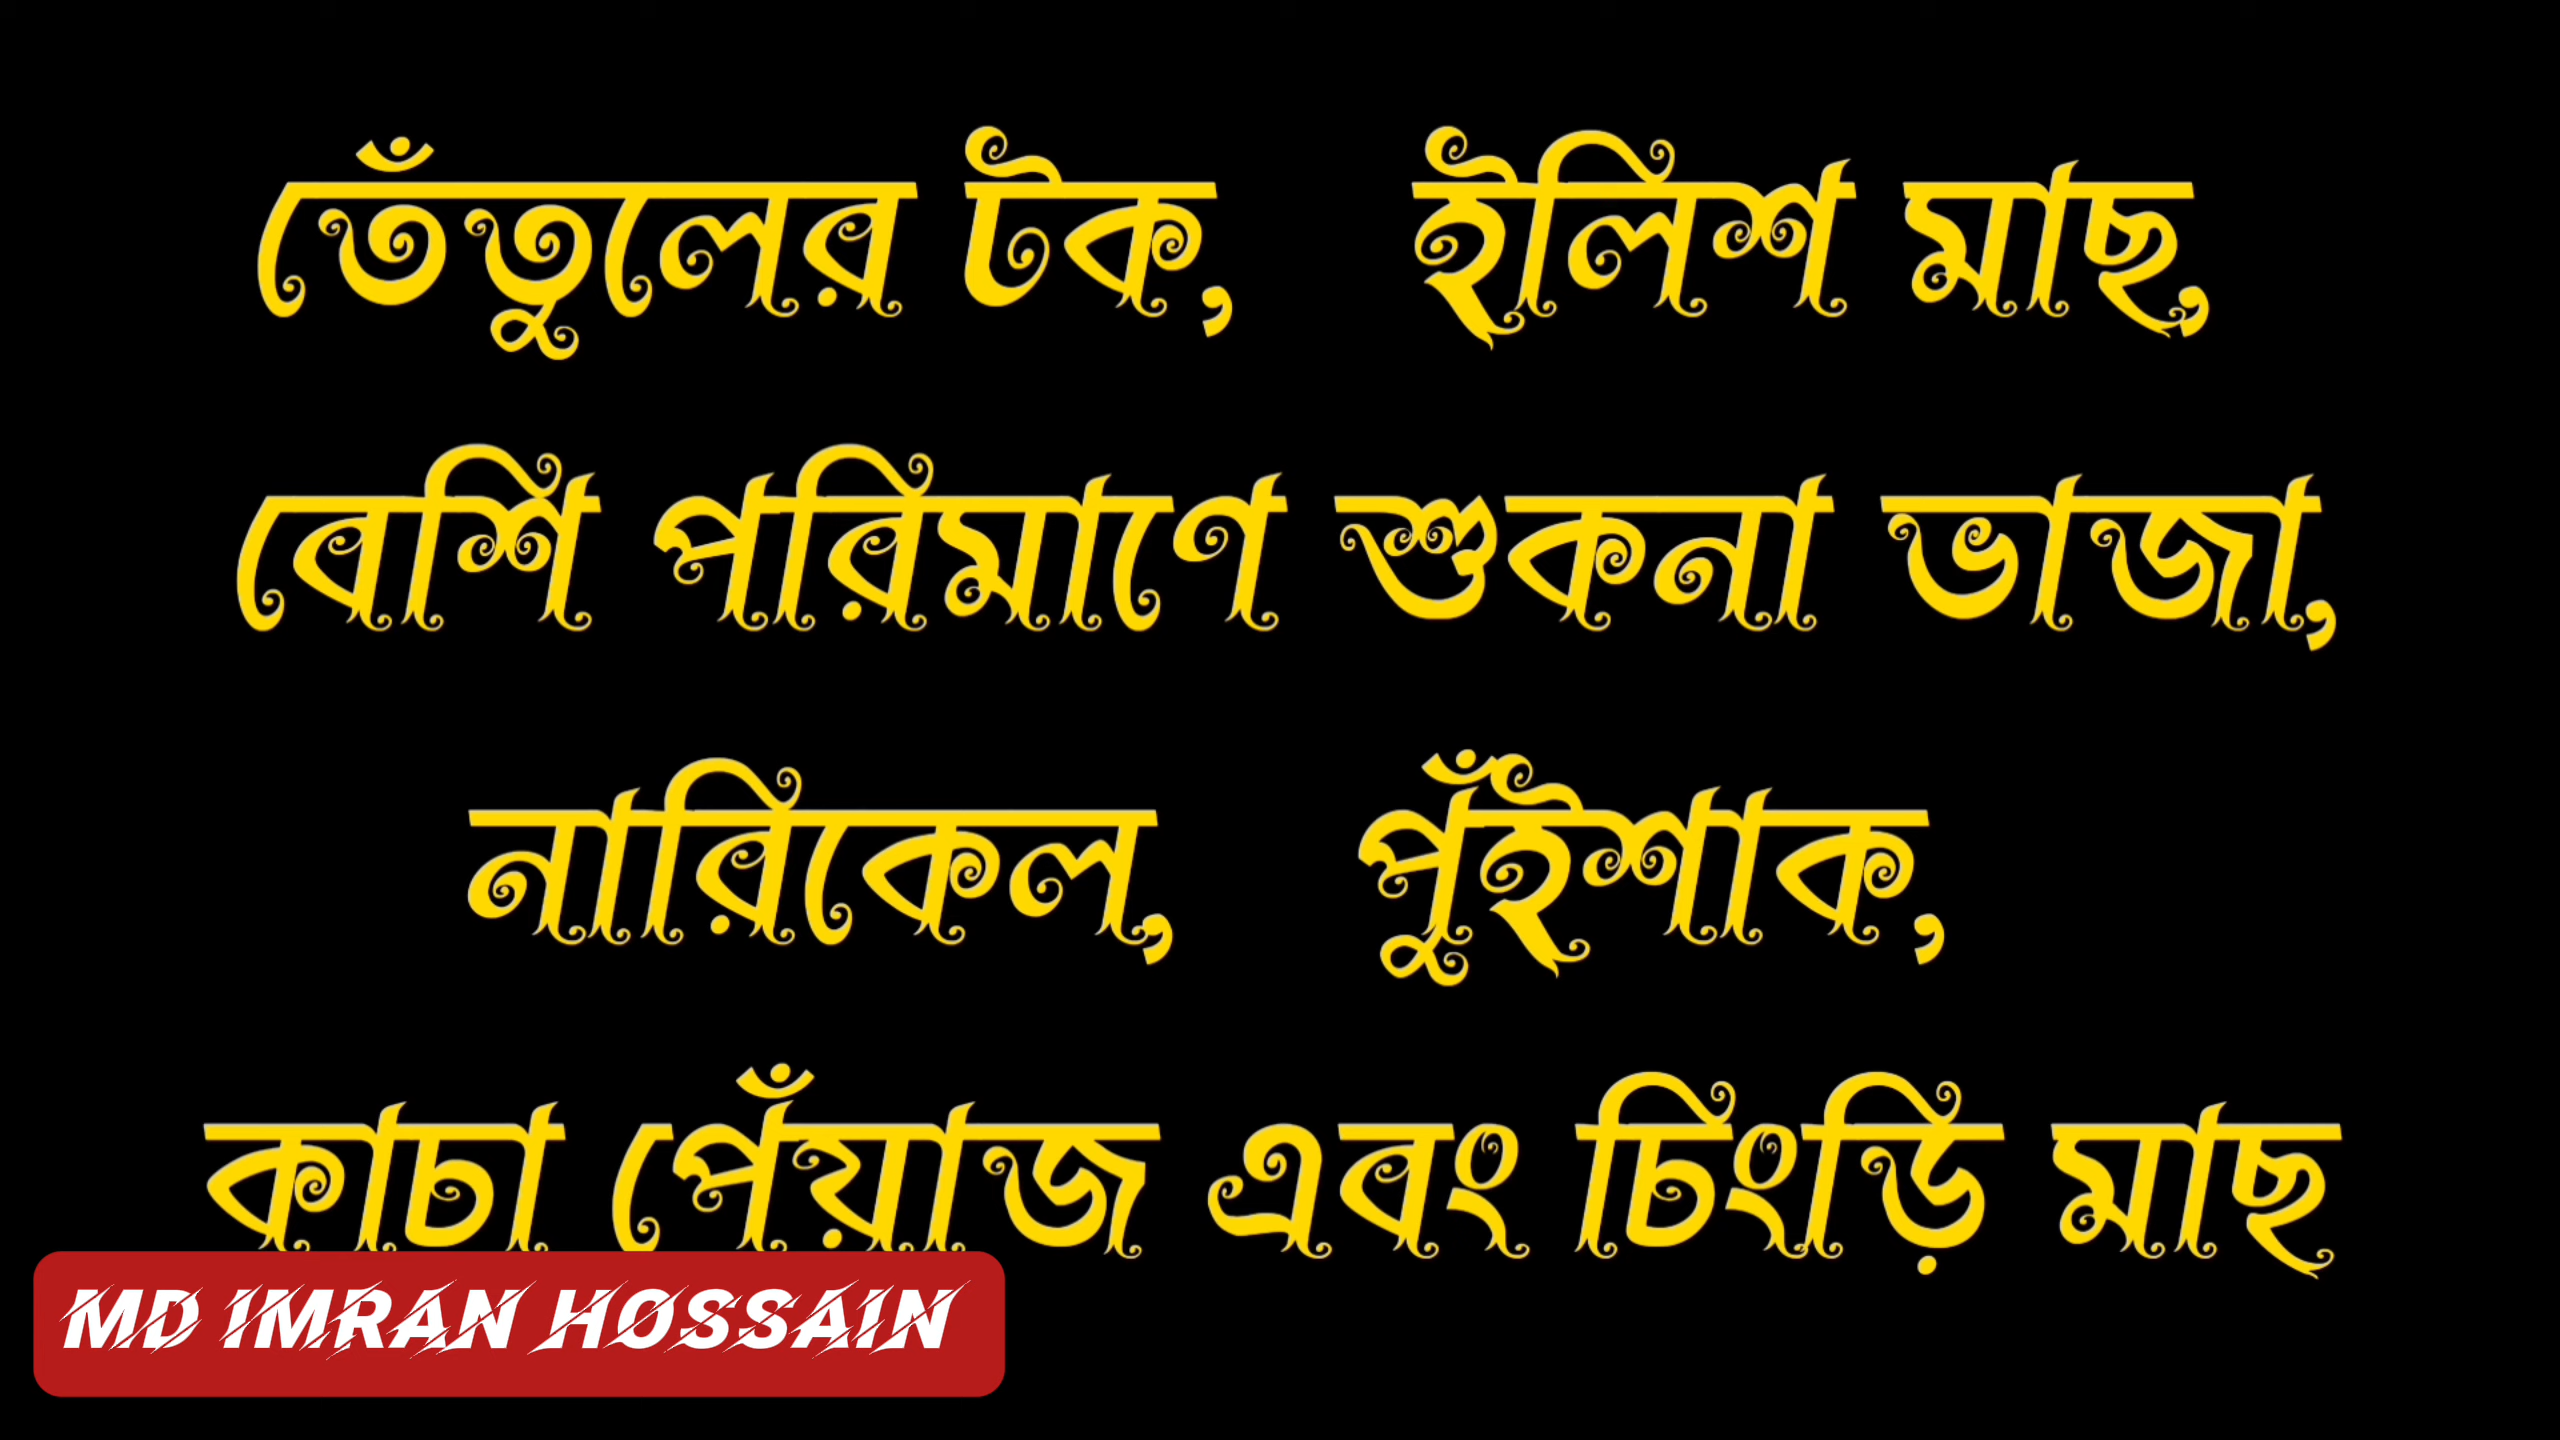 তেঁতুলের টক, ইলিশ মাছ,
বেশি পরিমাণে শুকনা ভাজা,
নারিকেল, পুঁইশাক,
কাচা পেঁয়াজ এবং চিংড়ি মাছ
MD IMRAN HOSSAIN